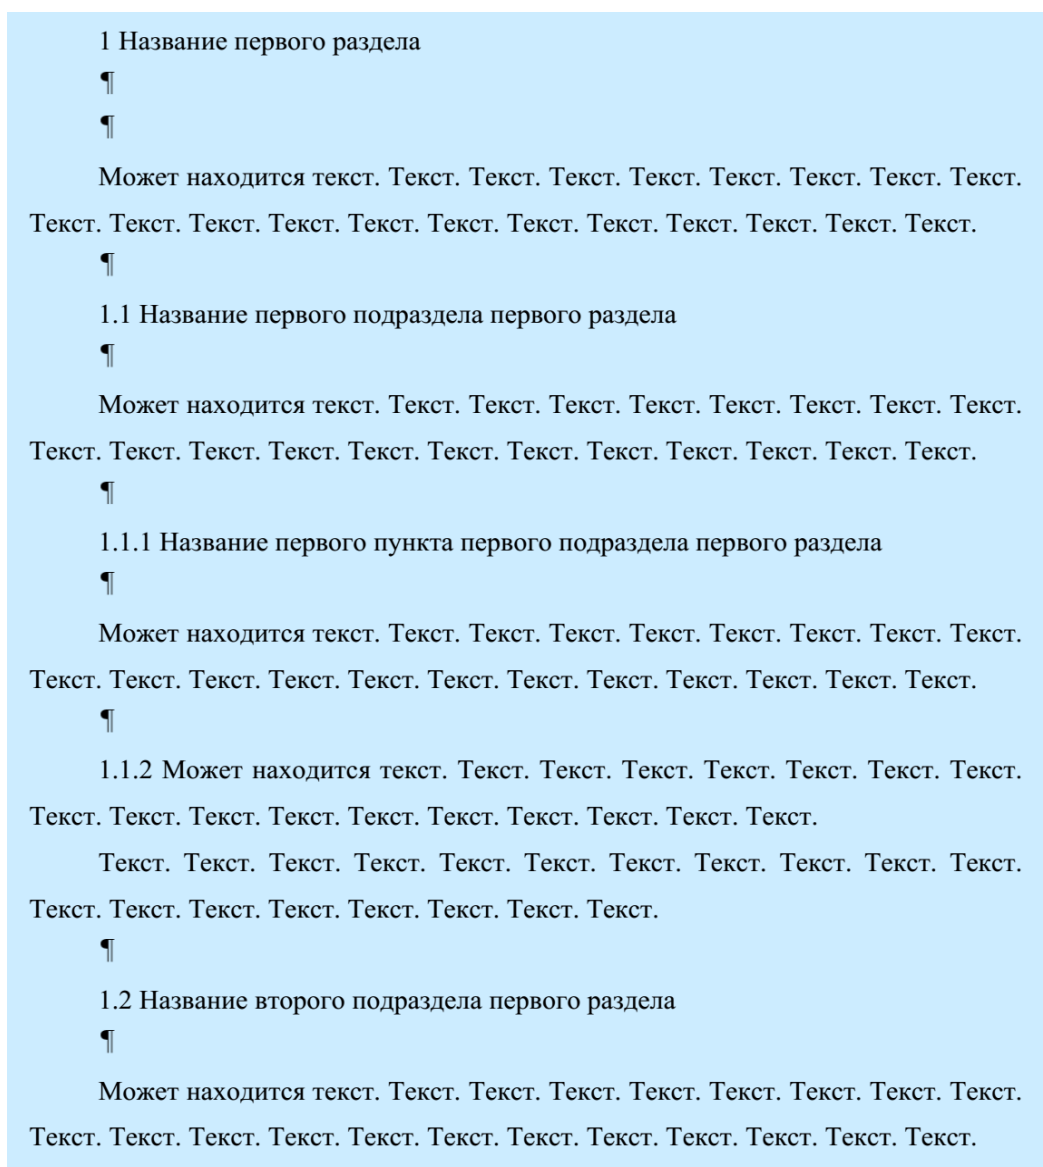 1 Название первого раздела
¶
¶
Может находится текст. Текст. Текст. Текст. Текст. Текст. Текст. Текст. Текст.
Текст. Текст. Текст. Текст. Текст. Текст. Текст. Текст. Текст. Текст. Текст. Текст.
¶
1.1 Название первого подраздела первого раздела
¶
Может находится текст. Текст. Текст. Текст. Текст. Текст. Текст. Текст. Текст.
Текст. Текст. Текст. Текст. Текст. Текст. Текст. Текст. Текст. Текст. Текст. Текст.
¶
1.1.1 Название первого пункта первого подраздела первого раздела
¶
Может находится текст. Текст. Текст. Текст. Текст. Текст. Текст. Текст. Текст.
Текст. Текст. Текст. Текст. Текст. Текст. Текст. Текст. Текст. Текст. Текст. Текст.
¶
1.1.2 Может находится текст. Текст. Текст. Текст. Текст. Текст. Текст. Текст.
Текст. Текст. Текст. Текст. Текст. Текст. Текст. Текст. Текст. Текст.
Текст. Текст. Текст. Текст. Текст. Текст. Текст. Текст. Текст. Текст. Текст.
Текст. Текст. Текст. Текст. Текст. Текст. Текст. Текст.
¶
1.2 Название второго подраздела первого раздела
¶
Может находится текст. Текст. Текст. Текст. Текст. Текст. Текст. Текст. Текст.
Текст. Текст. Текст. Текст. Текст. Текст. Текст. Текст. Текст. Текст. Текст. Текст.